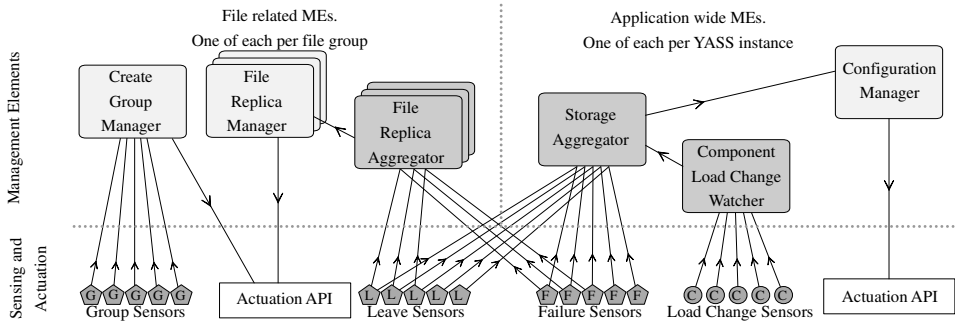 File related MEs.
One of each per file group
Application wide MEs.
One of each per YASS instance
Management Elements
Create
Group
Manager
File
Replica
Manager
File
Replica
Aggregator
Storage
Aggregator
Component
Load Change
Watcher
Configuration
Manager
Sensing and
Actuation
G G G G G
Group Sensors
Actuation API
L L L L L
Leave Sensors
F F F F F
Failure Sensors
C C C C C
Load Change Sensors
Actuation API